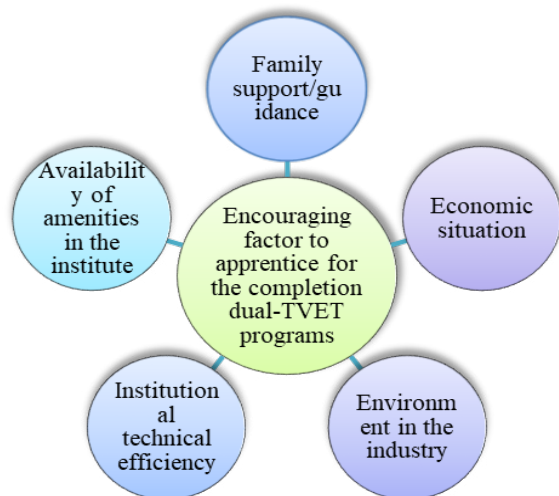 Family
support/gu
idance
Availabilit
y of
amenities
in the
institute
Economic
situation
Encouraging
factor to
apprentice for
the completion
dual-TVET
programs
Institution
al
technical
efficiency
Environm
ent in the
industry